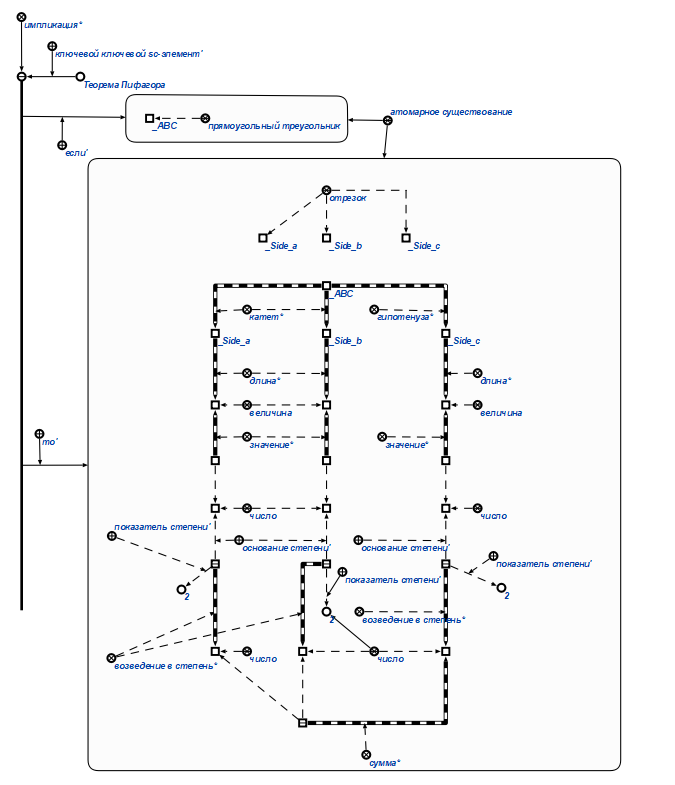 импликация*
ключевой ключевой sc-элемент'
Теорема Пифагора
атомарное существование
_ABC
прямоугольный треугольник
если'
отрезок
_Side_a
_Side_b
_Side_c
_ABC
катет*
гипотенуза*
_Side_a
_Side_b
_Side_c
длина*
длина*
величина
величина
то'
значение*
значение*
число
число
показатель степени'
основание степени'
основание степени'
показатель степени'
показатель степени'
2
2
2
возведение в степень*
число
число
возведение в степень*
сумма*